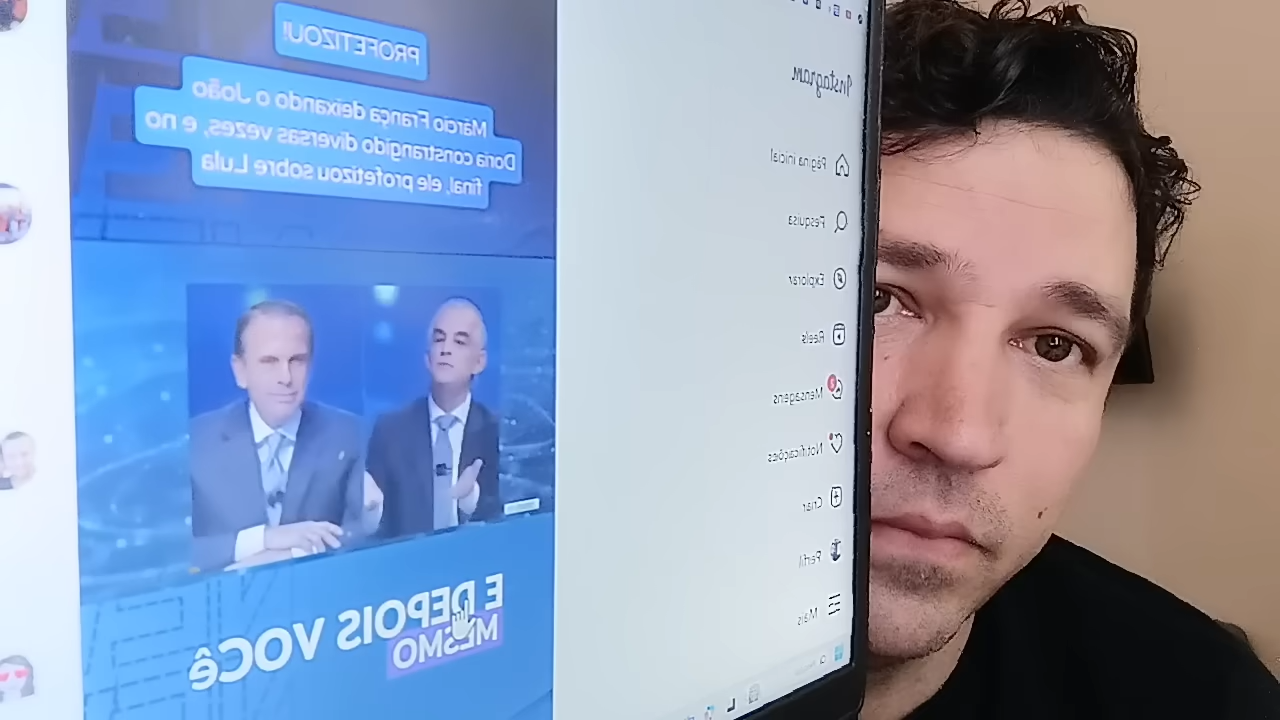 PROFETIZOU!
Márcio França deixando o João
Dona constrangido diversas vezes, e no
final, ele profetizou sobre Lula
E DEPOIS VOCÊ
MESMO
Instagram
Página inicial
Pesquisa
Explorar
Reels
Mensagens
Notificações
Criar
Perfil
Mais